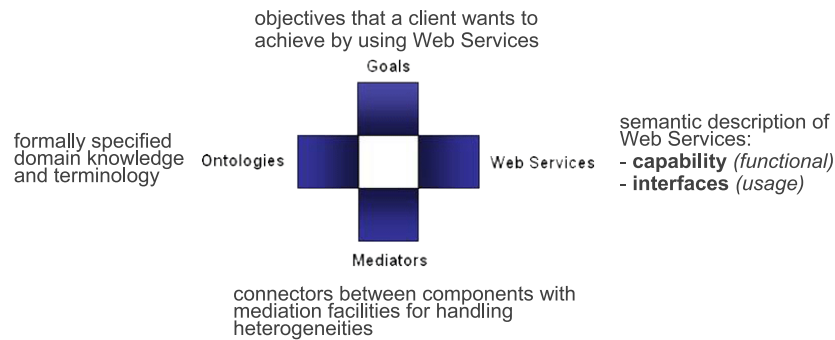 objectives that a client wants to
achieve by using Web Services
Goals
formally specified
domain knowledge
and terminology
Ontologies
Web Services
semantic description of
Web Services:
- capability (functional)
- interfaces (usage)
Mediators
connectors between components with
mediation facilities for handling
heterogeneities